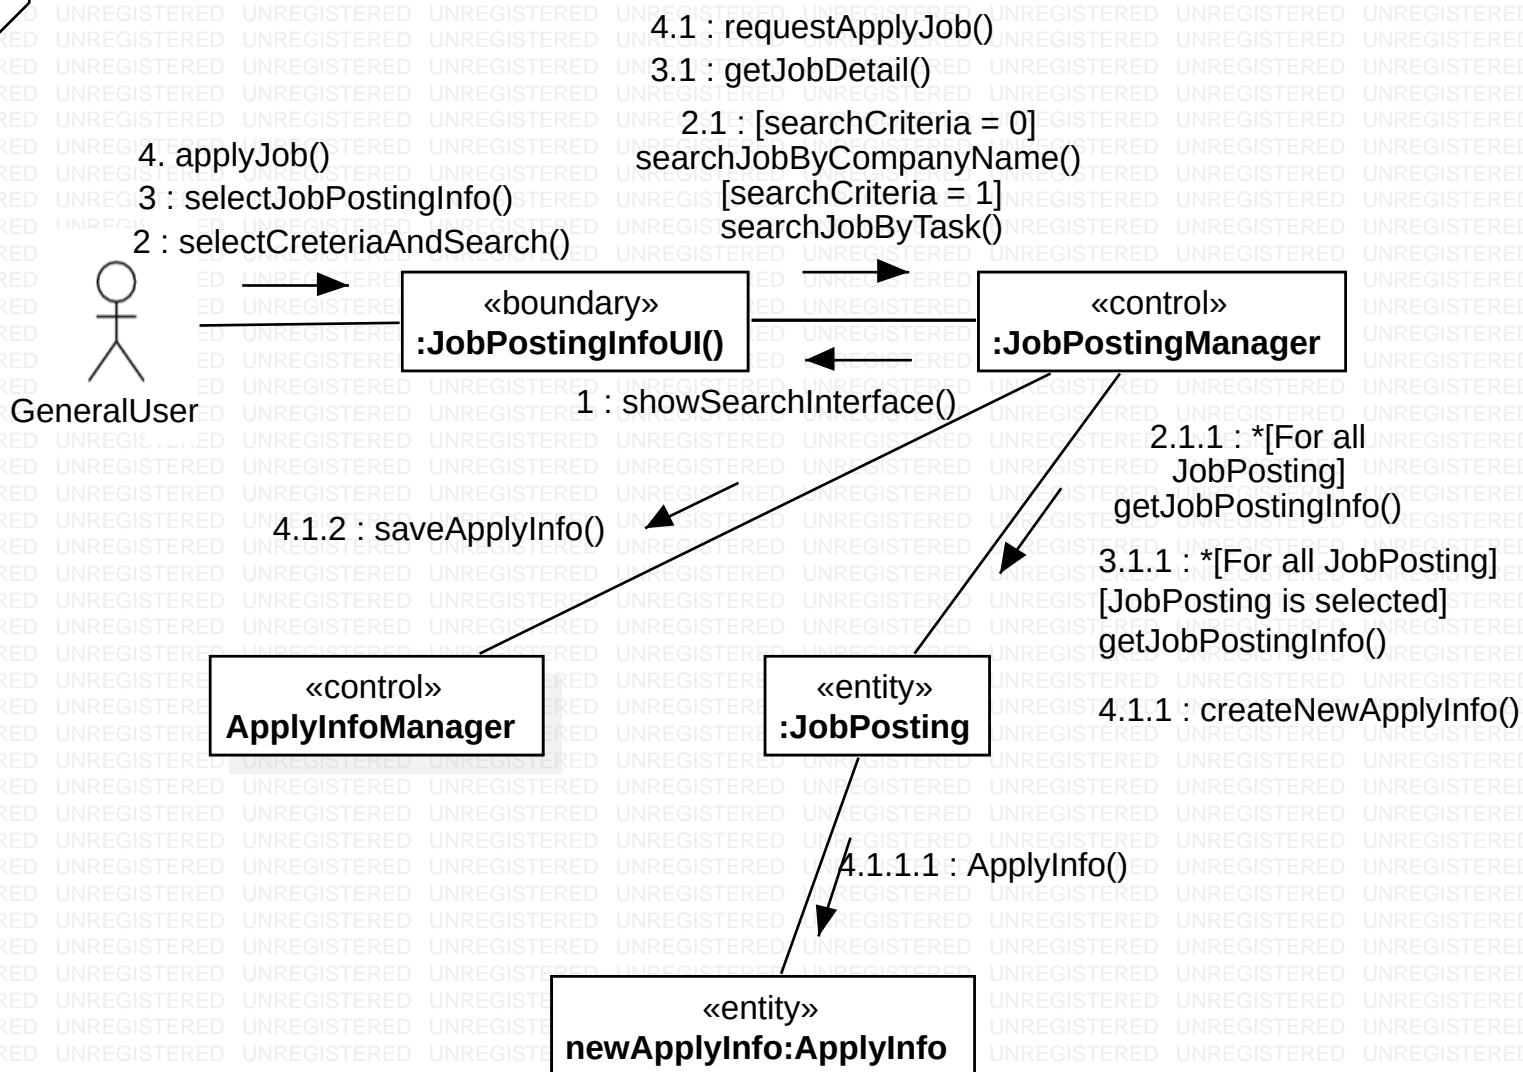 4.1 : requestApplyJob()
3.1 : getJobDetail()
2.1 : [searchCriteria = 0]
searchJobByCompanyName()
[searchCriteria = 1]
searchJobByTask()
4. applyJob()
3 : selectJobPostingInfo()
2 : selectCreteriaAndSearch()
«boundary»
:JobPostingInfoUI()
«control»
:JobPostingManager
GeneralUser
1 : showSearchInterface()
2.1.1 : *[For all
JobPosting]
getJobPostingInfo()
4.1.2 : saveApplyInfo()
3.1.1 : *[For all JobPosting]
[JobPosting is selected]
getJobPostingInfo()
«control»
ApplyInfoManager
«entity»
:JobPosting
4.1.1 : createNewApplyInfo()
4.1.1.1 : ApplyInfo()
«entity»
newApplyInfo:ApplyInfo
UNREGISTERED